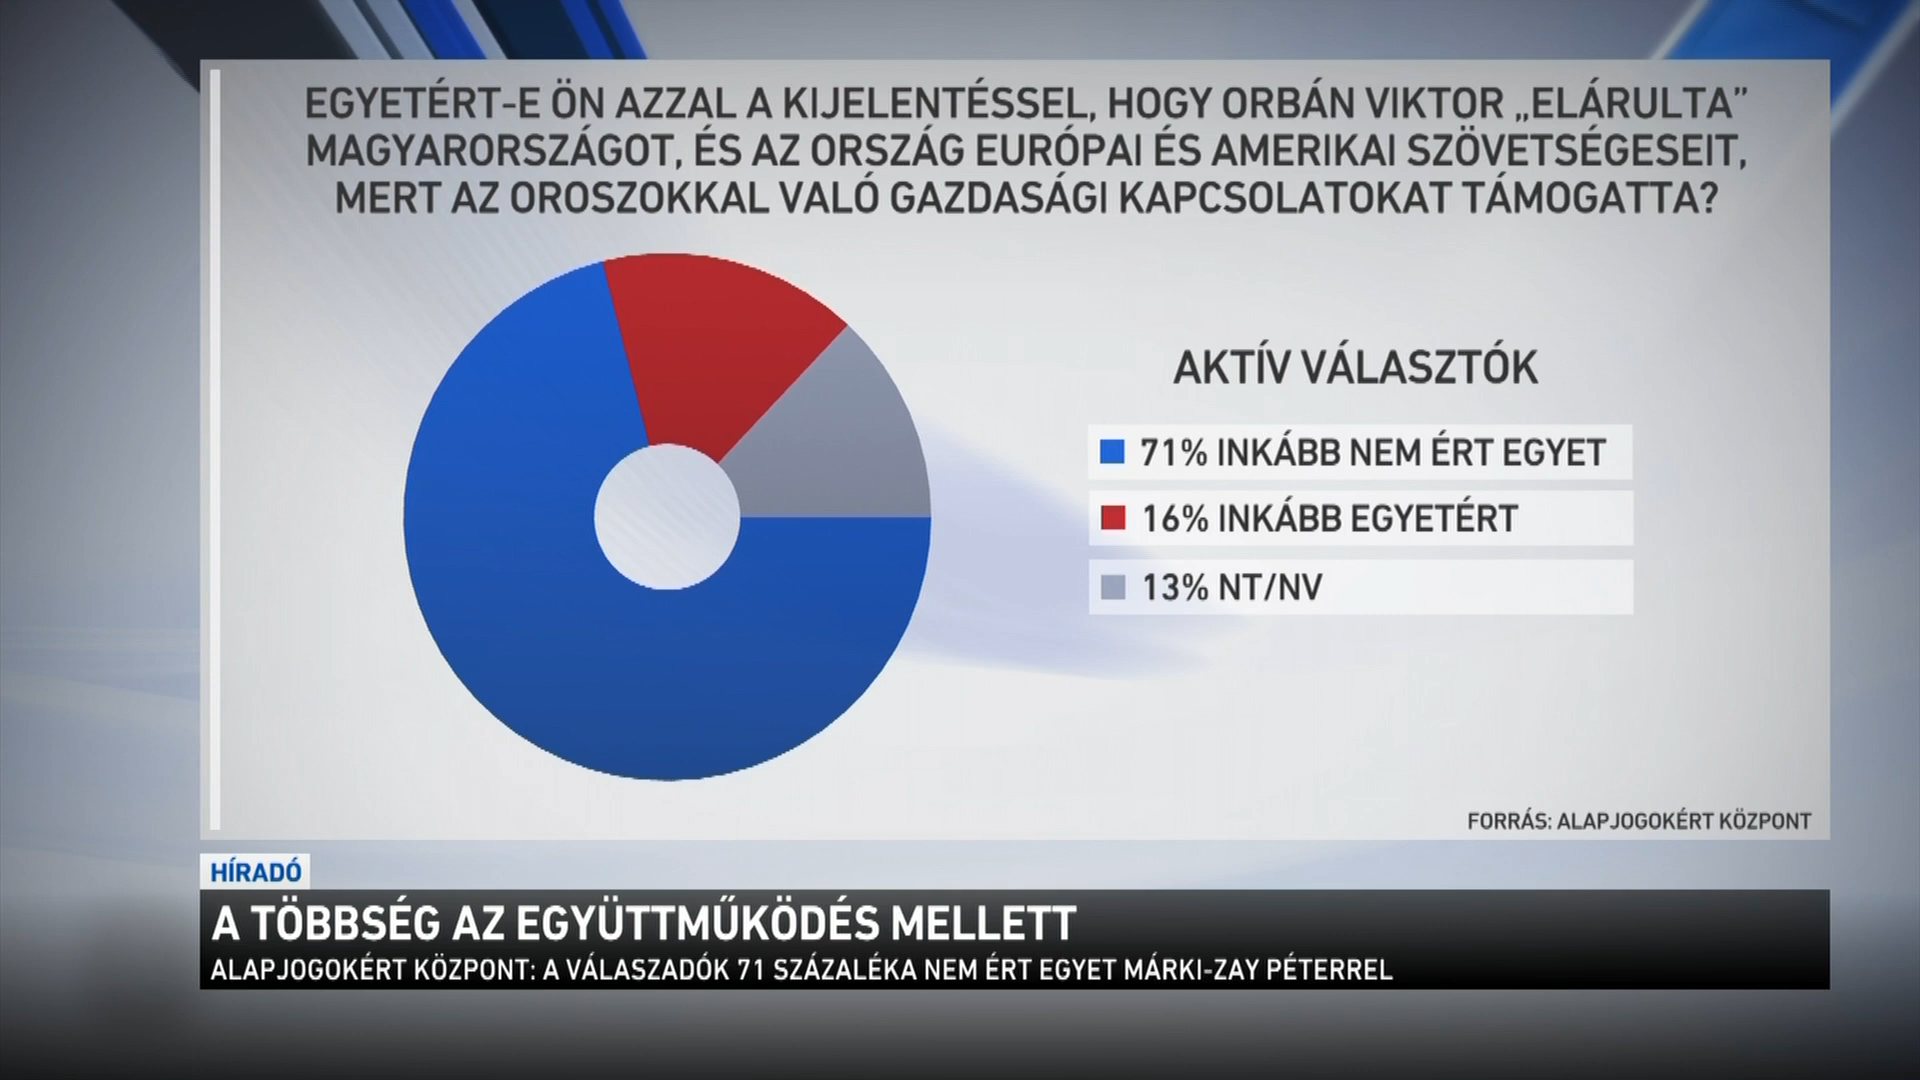 EGYETÉRT-E ÖN AZZAL A KIJELENTÉSSEL, HOGY ORBÁN VIKTOR „ELÁRULTA”
MAGYARORSZÁGOT, ÉS AZ ORSZÁG EURÓPAI ÉS AMERIKAI SZÖVETSÉGESEIT,
MERT AZ OROSZOKKAL VALÓ GAZDASÁGI KAPCSOLATOKAT TÁMOGATTA?
AKTÍV VÁLASZTÓK
71% INKÁBB NEM ÉRT EGYET
16% INKÁBB EGYETÉRT
13% NT/NV
FORRÁS: ALAPJOGOKÉRT KÖZPONT
HÍRADÓ
A TÖBBSÉG AZ EGYÜTTMŰKÖDÉS MELLETT
ALAPJOGOKÉRT KÖZPONT: A VÁLASZADÓK 71 SZÁZALÉKA NEM ÉRT EGYET MÁRKI-ZAY PÉTERREL